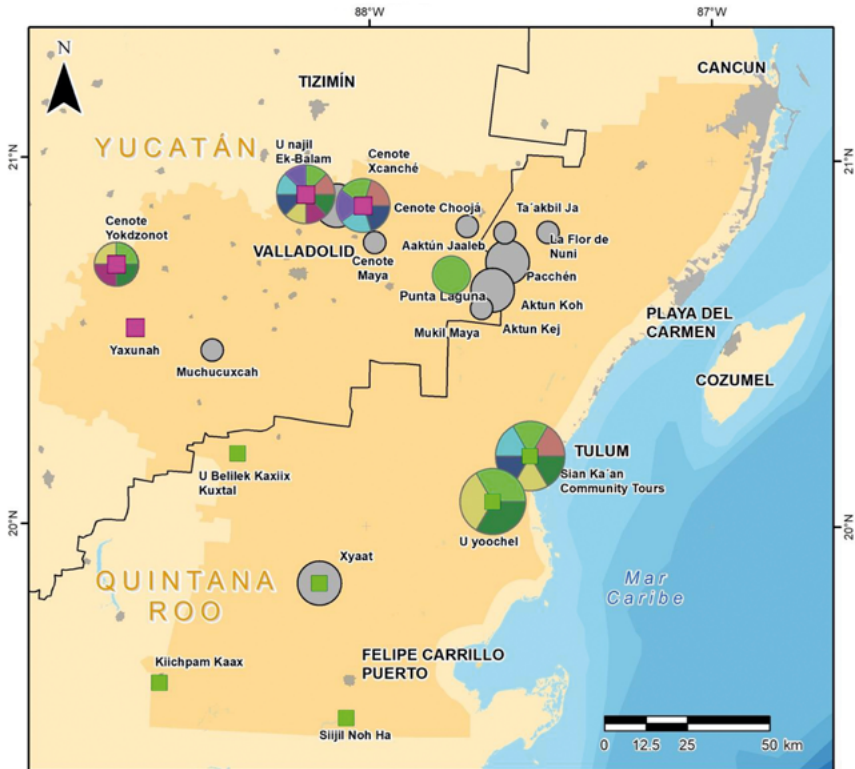 88°W
87°W
N
CANCUN
TIZIMÍN
YUCATÁN
21°N
21°N
U najil
Ek-Balam
Cenote
Xcanché
Cenote Choojá
Ta´akbil Ja
Cenote
Yokdzonot
VALLADOLID
Aaktún Jaaleb
La Flor de
Nuni
Cenote
Maya
Pacchén
Punta Laguna
Aktun Koh
PLAYA DEL
CARMEN
Mukil Maya
Aktun Kej
Yaxunah
Muchucuxcah
COZUMEL
TULUM
U Belilek Kaxiix
Kuxtal
Sian Ka´an
Community Tours
20°N
20°N
U yoochel
Xyaat
QUINTANA
ROO
Mar
Caribe
Kiichpam Kaax
FELIPE CARRILLO
PUERTO
Siijil Noh Ha
0 12.5 25 50 km